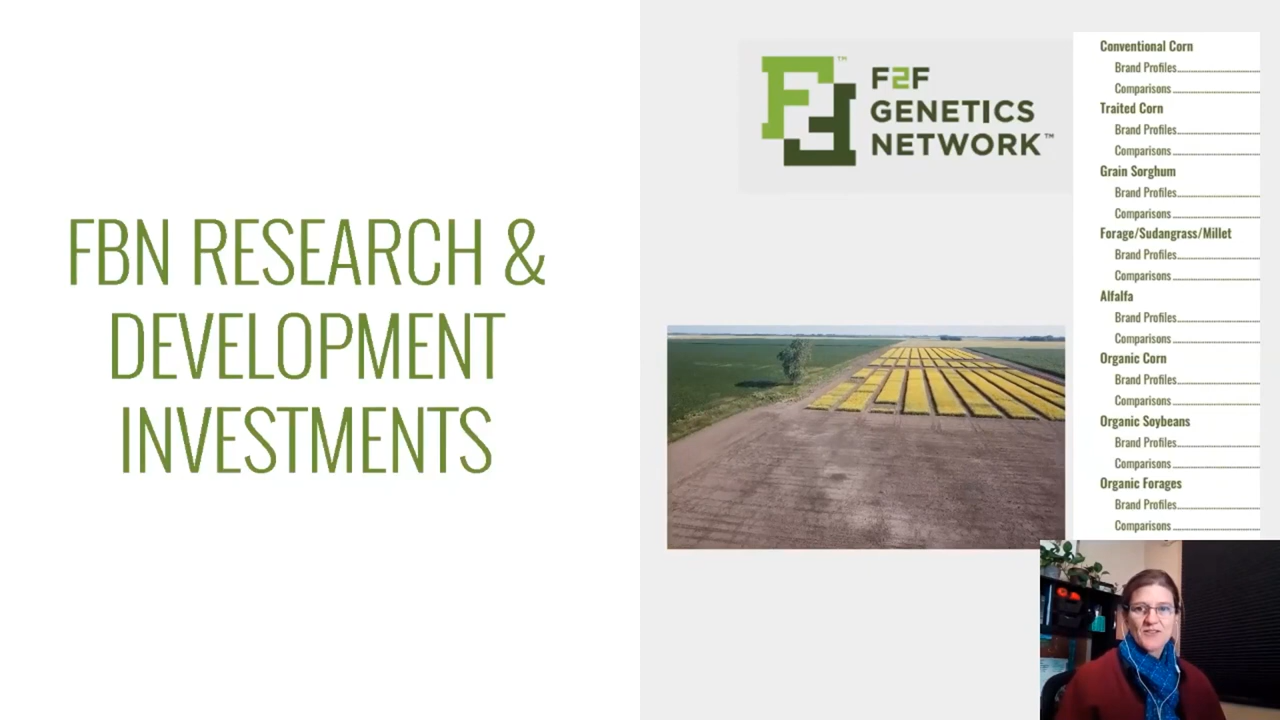 FBN RESEARCH &
DEVELOPMENT
INVESTMENTS
F2F
GENETICS
NETWORK™
Conventional Corn
Brand Profiles
Comparisons
Traited Corn
Brand Profiles
Comparisons
Grain Sorghum
Brand Profiles
Comparisons
Forage/Sudangrass/Millet
Brand Profiles
Comparisons
Alfalfa
Brand Profiles
Comparisons
Organic Corn
Brand Profiles
Comparisons
Organic Soybeans
Brand Profiles
Comparisons
Organic Forages
Brand Profiles
Comparisons